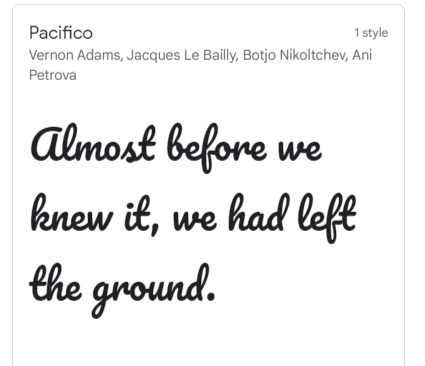 Pacifico
1 style
Vernon Adams, Jacques Le Bailly, Botjo Nikoltchev, Ani
Petrova
Almost before we
knew it, we had left
the ground.